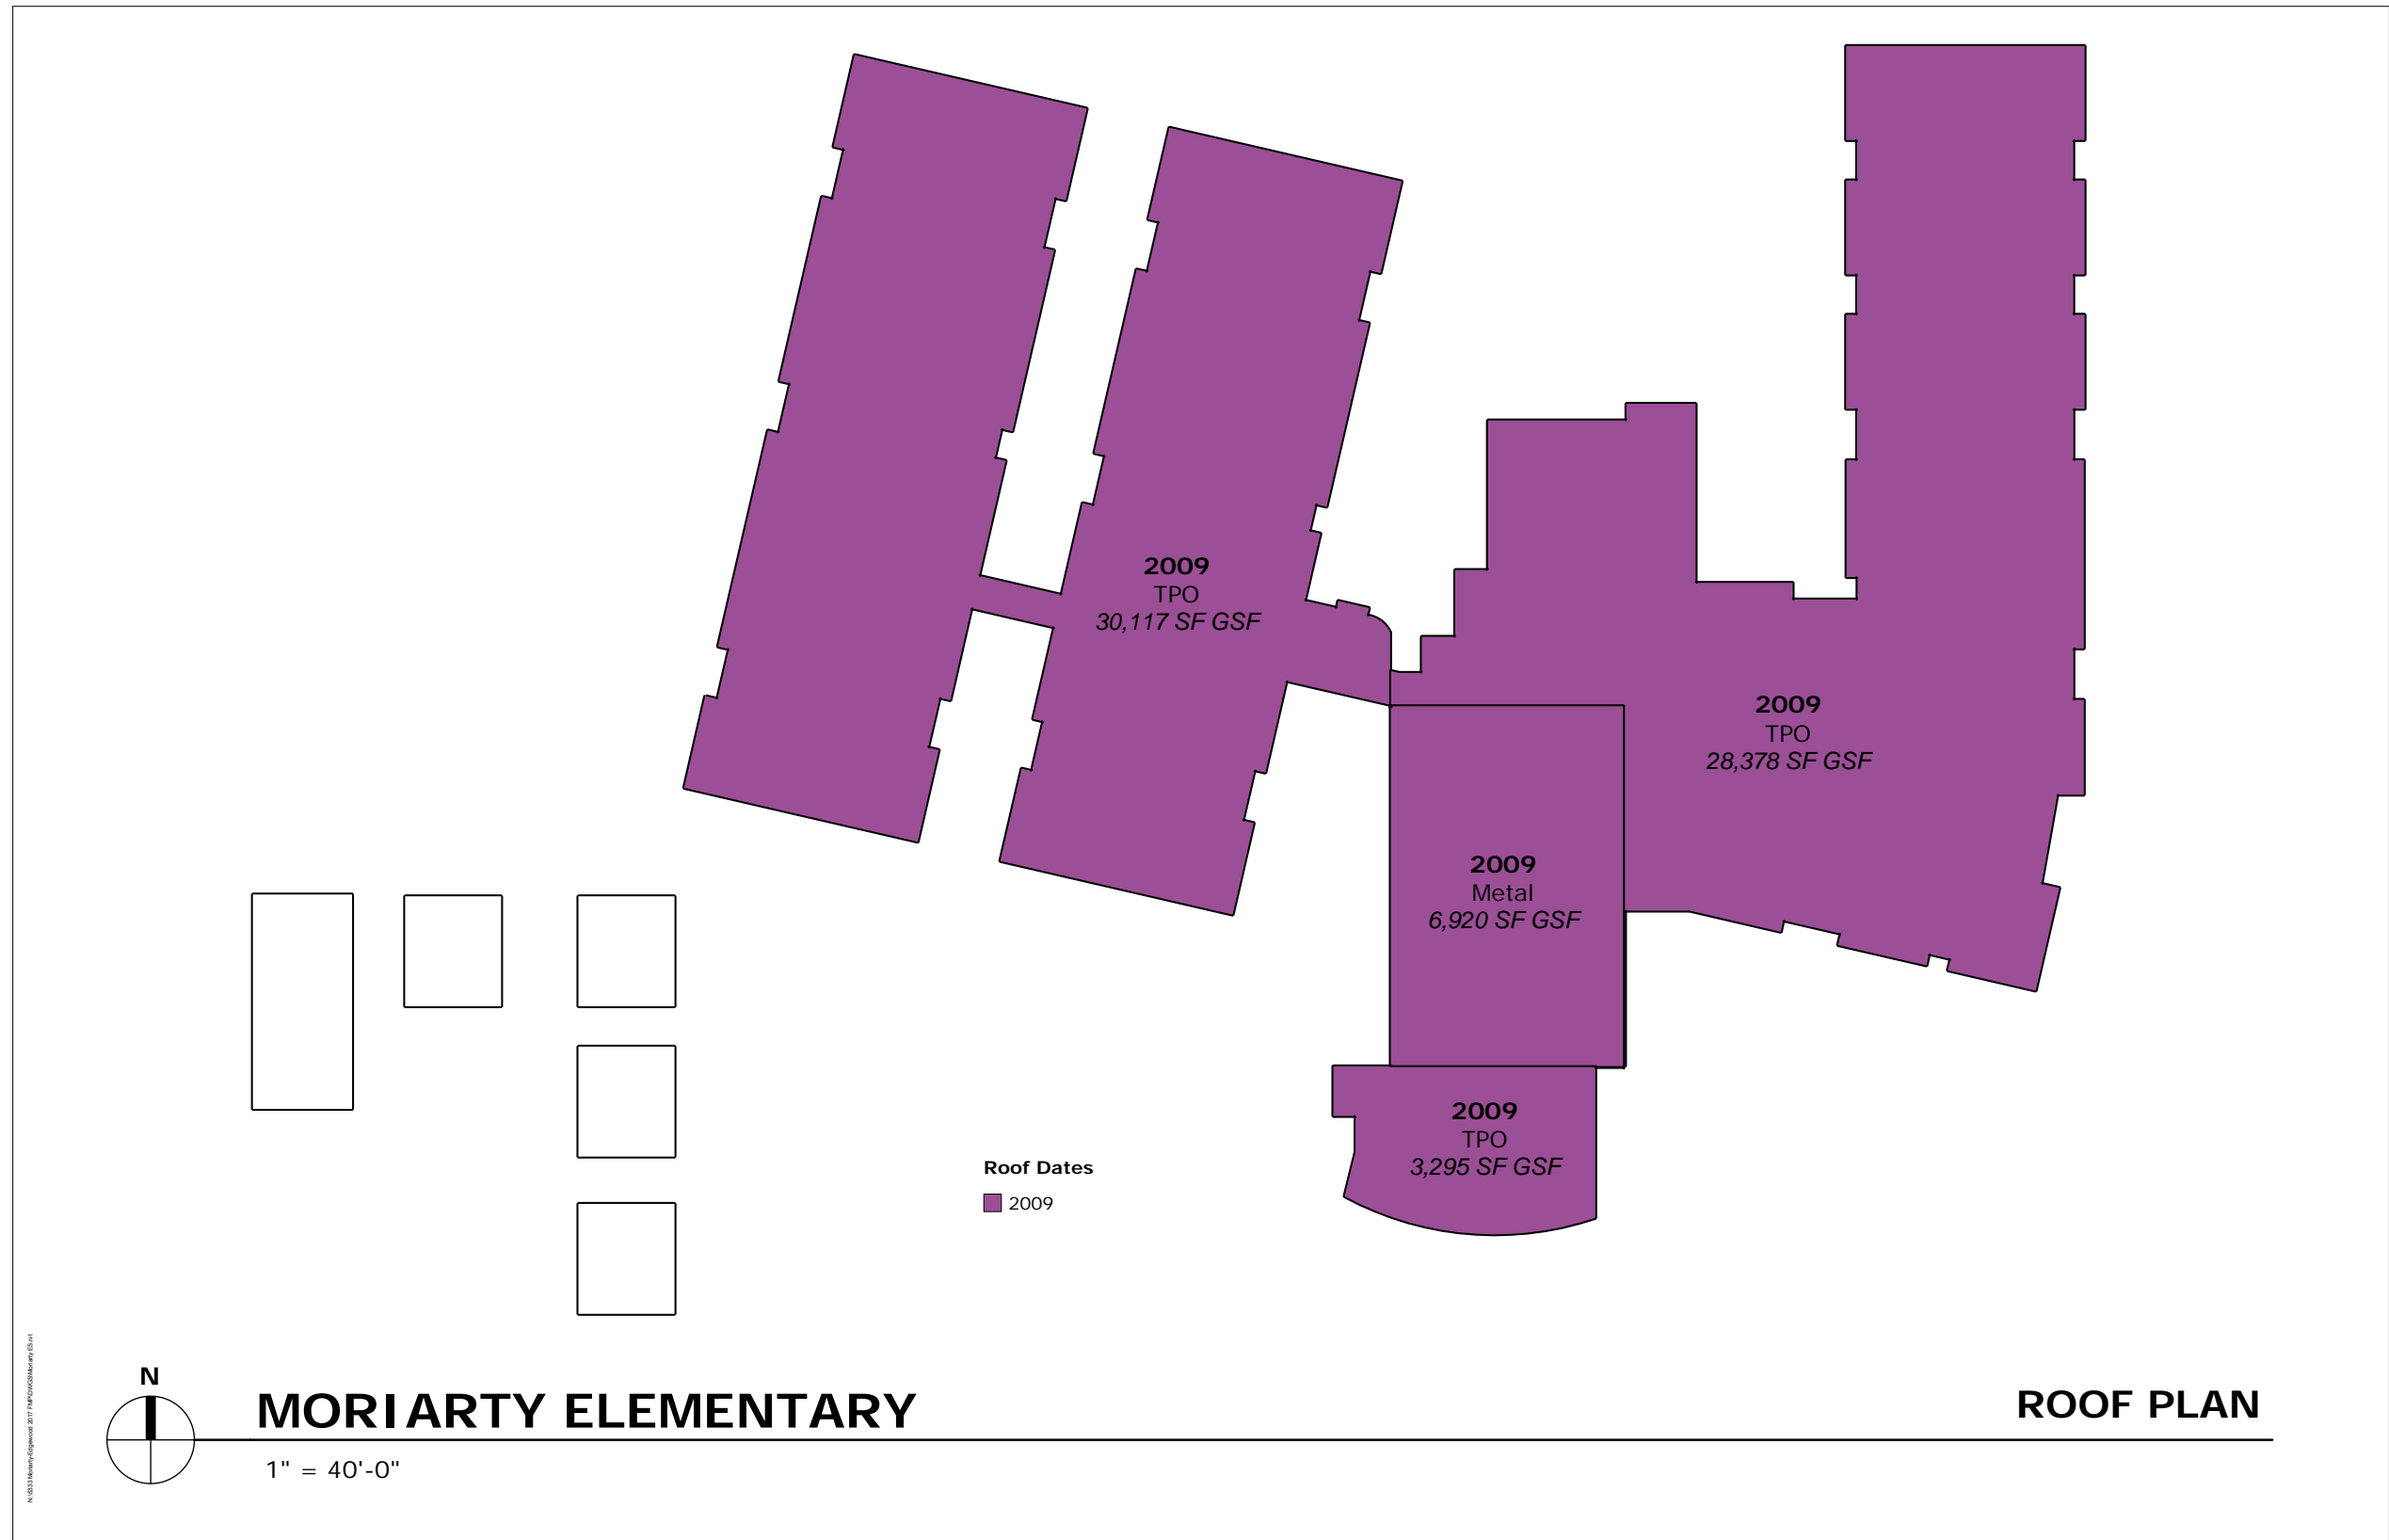 2009
TPO
30,117 SF GSF
2009
TPO
28,378 SF GSF
2009
Metal
6,920 SF GSF
2009
TPO
3,295 SF GSF
Roof Dates
2009
N
MORIARTY ELEMENTARY
ROOF PLAN
1" = 40'-0"